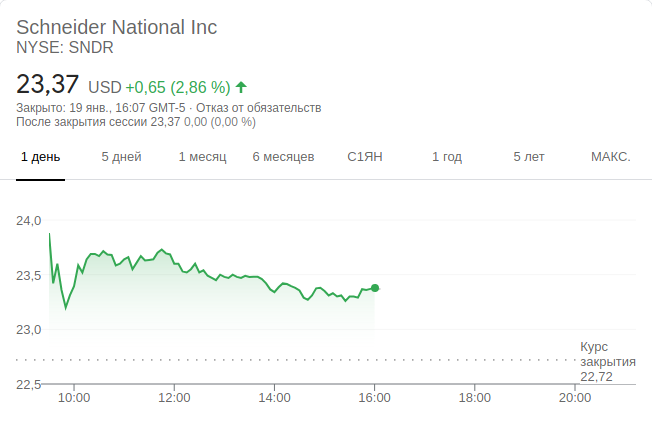 Schneider National Inc
NYSE: SNDR
23,37 USD +0,65 (2,86 %)
Закрыто: 19 янв., 16:07 GMT-5 · Отказ от обязательств
После закрытия сессии 23,37 0,00 (0,00 %)
1 день 5 дней 1 месяц 6 месяцев С1ЯН 1 год 5 лет МАКС.
24,0
23,5
23,0
Курс
закрытия
22,72
22,5
10:00 12:00 14:00 16:00 18:00 20:00